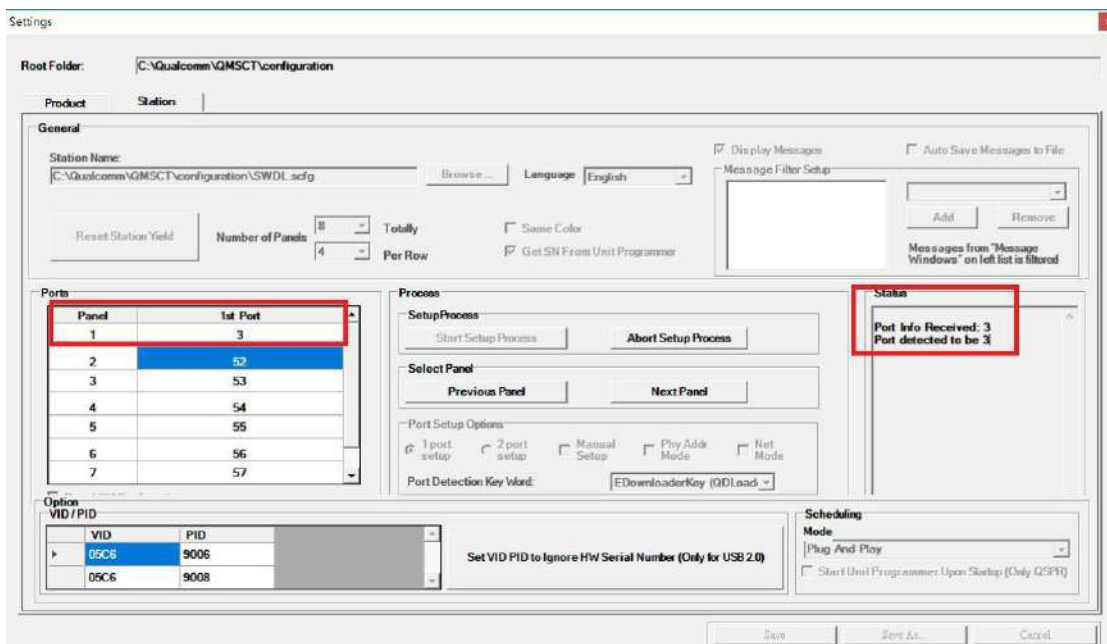 Settings
Root Folder: C:\Qualcomm\QMSCT\configuration
Product Station
General
Station Name:
C:\Qualcomm\QMSCT\configuration\SWDL.scfg
Browse...
Language English
Display Messages
Auto Save Messages to File
Message Filter Setup
Add Remove
Messages from "Message
Windows" on left list is filtered
Reset Station Yield
Number of Panels 8 Totally
4 Per Row
Same Color
Get SN From Unit Programmer
Ports
Panel 1st Port
1 3
2 52
3 53
4 54
5 55
6 56
7 57
Process
SetupProcess
Start Setup Process Abort Setup Process
Select Panel
Previous Panel Next Panel
Port Setup Options
1 port
setup
2 port
setup
Manual
Setup
Phy Addr
Mode
Net
Mode
Port Detection Key Word: EDownloaderKey (QDLoad
Status
Port Info Received: 3
Port detected to be 3
Option
VID / PID
VID PID
05C6 9006
05C6 9008
Set VID PID to Ignore HW Serial Number (Only for USB 2.0)
Scheduling
Mode
Plug And Play
Start Unit Programmer Upon Startup (Only QSPR)
Save Save As... Cancel